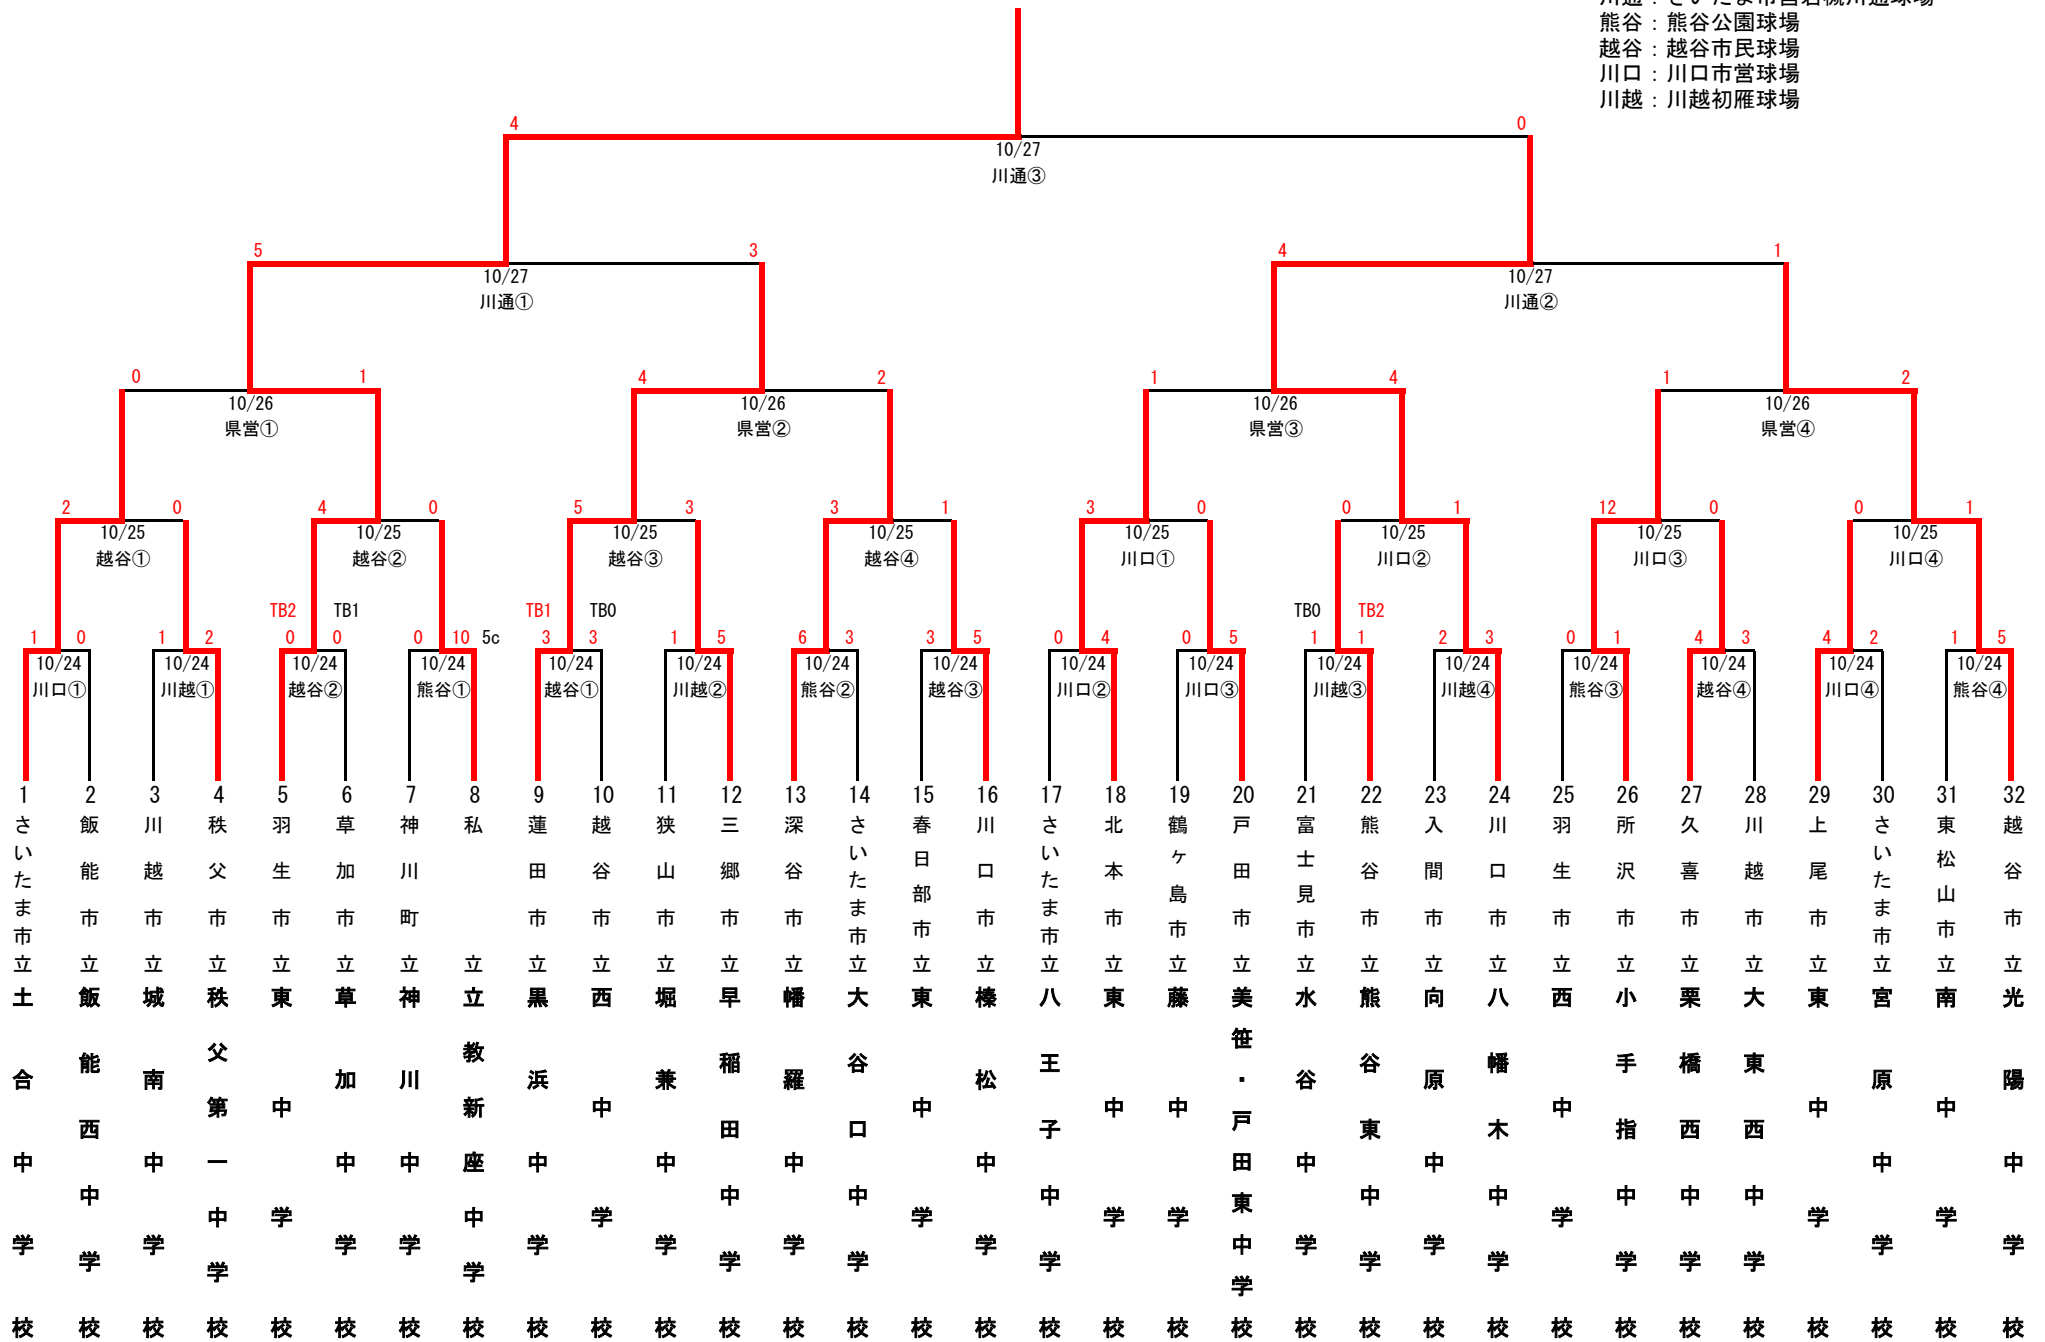 川通：さいたま市営岩槻川通球場
熊谷：熊谷公園球場
越谷：越谷市民球場
川口：川口市営球場
川越：川越初雁球場
4 0
10/27
川通③
5 3 4 1
10/27 10/27
川通① 川通②
0 1 4 2 1 4 1 2
10/26 10/26 10/26 10/26
県営① 県営② 県営③ 県営④
2 0 4 0 5 3 3 1 3 0 0 1 12 0 0 1
10/25 10/25 10/25 10/25 10/25 10/25 10/25 10/25
越谷① 越谷② 越谷③ 越谷④ 川口① 川口② 川口③ 川口④
TB2 TB1 TB1 TB0 TB0 TB2
1 0 1 2 0 0 0 10 5c 3 3 1 5 6 3 3 5 0 4 0 5 1 1 2 3 0 1 4 3 4 2 1 5
10/24 10/24 10/24 10/24 10/24 10/24 10/24 10/24 10/24 10/24 10/24 10/24 10/24 10/24 10/24 10/24
川口① 川越① 越谷② 熊谷① 越谷① 川越② 熊谷② 越谷③ 川口② 川口③ 川越③ 川越④ 熊谷③ 越谷④ 川口④ 熊谷④
1 さいたま市立土合中学校
2 飯能市立飯能西中学校
3 川越市立城南中学校
4 秩父市立秩父第一中学校
5 羽生市立東中学校
6 草加市立草加中学校
7 神川町立神川中学校
8 私立立教新座中学校
9 蓮田市立黒浜中学校
10 越谷市立西中学校
11 狭山市立堀兼中学校
12 三郷市立早稲田中学校
13 深谷市立幡羅中学校
14 さいたま市立大谷口中学校
15 春日部市立東中学校
16 川口市立榛松中学校
17 さいたま市立八王子中学校
18 北本市立東中学校
19 鶴ヶ島市立藤中学校
20 戸田市立美笹・戸田東中学校
21 富士見市立水谷中学校
22 熊谷市立熊谷東中学校
23 入間市立向原中学校
24 川口市立八幡木中学校
25 羽生市立西中学校
26 所沢市立小手指中学校
27 久喜市立栗橋西中学校
28 川越市立大東西中学校
29 上尾市立東中学校
30 さいたま市立宮原中学校
31 東松山市立南中学校
32 越谷市立光陽中学校